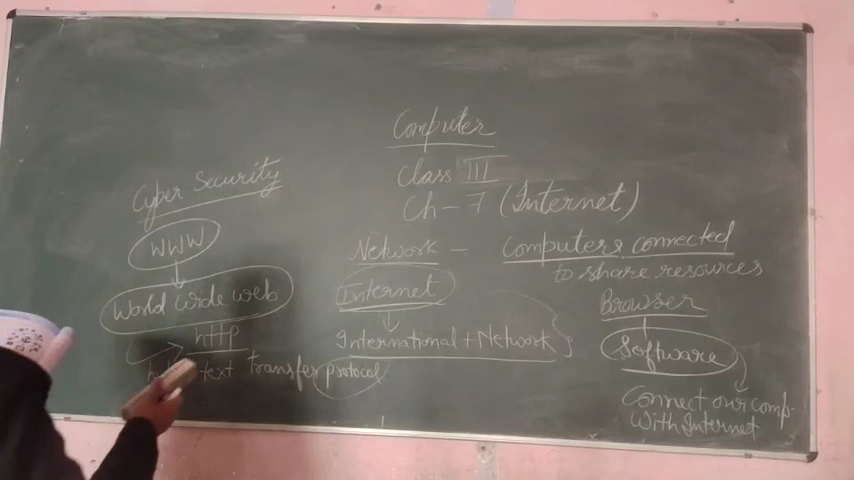 Computer
Class III
Ch-7 (Internet)
Cyber Security
WWW
World wide web
http
text transfer protocol
Network - Computers connected
to share resources
Internet
International + Network
Browser
Software
Connect our comp.
With Internet